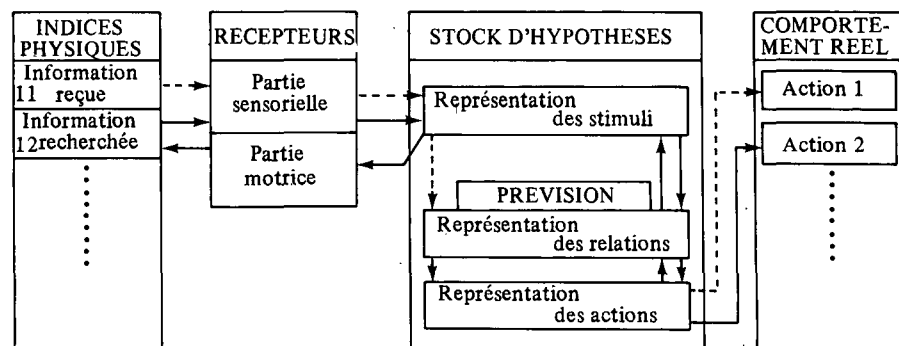 INDICES
PHYSIQUES
Information
11 reçue
Information
12 recherchée
RECEPTEURS
Partie
sensorielle
Partie
motrice
STOCK D'HYPOTHESES
Représentation
des stimuli
PREVISION
Représentation
des relations
Représentation
des actions
COMPORTE-
MENT REEL
Action 1
Action 2